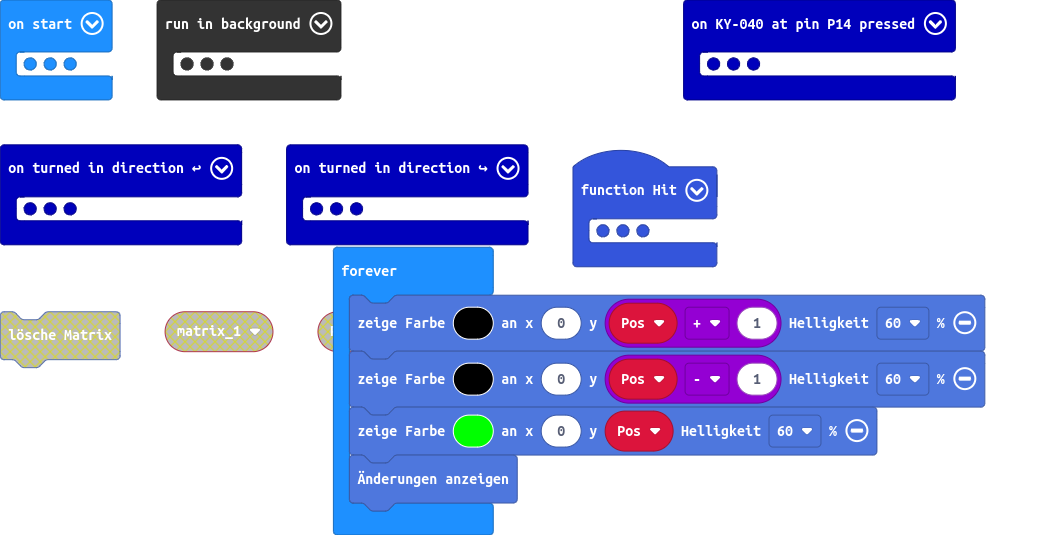 on start
run in background
on KY-040 at pin P14 pressed
on turned in direction ↩
on turned in direction ↪
function Hit
forever
lösche Matrix
matrix_1
zeige Farbe an x 0 y Pos + 1 Helligkeit 60 %
zeige Farbe an x 0 y Pos - 1 Helligkeit 60 %
zeige Farbe an x 0 y Pos Helligkeit 60 %
Änderungen anzeigen